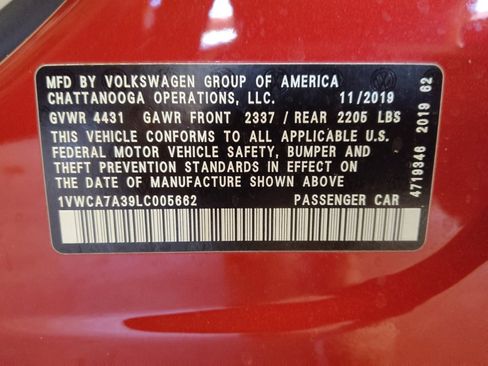 MFD BY VOLKSWAGEN GROUP OF AMERICA
CHATTANOOGA OPERATIONS, LLC. 11/2019
GVWR 4431 GAWR FRONT 2337 / REAR 2205 LBS
THIS VEHICLE CONFORMS TO ALL APPLICABLE U.S.
FEDERAL MOTOR VEHICLE SAFETY, BUMPER AND
THEFT PREVENTION STANDARDS IN EFFECT ON THE
DATE OF MANUFACTURE SHOWN ABOVE.
1VWCA7A39LC005662 PASSENGER CAR
4719346 2019 62